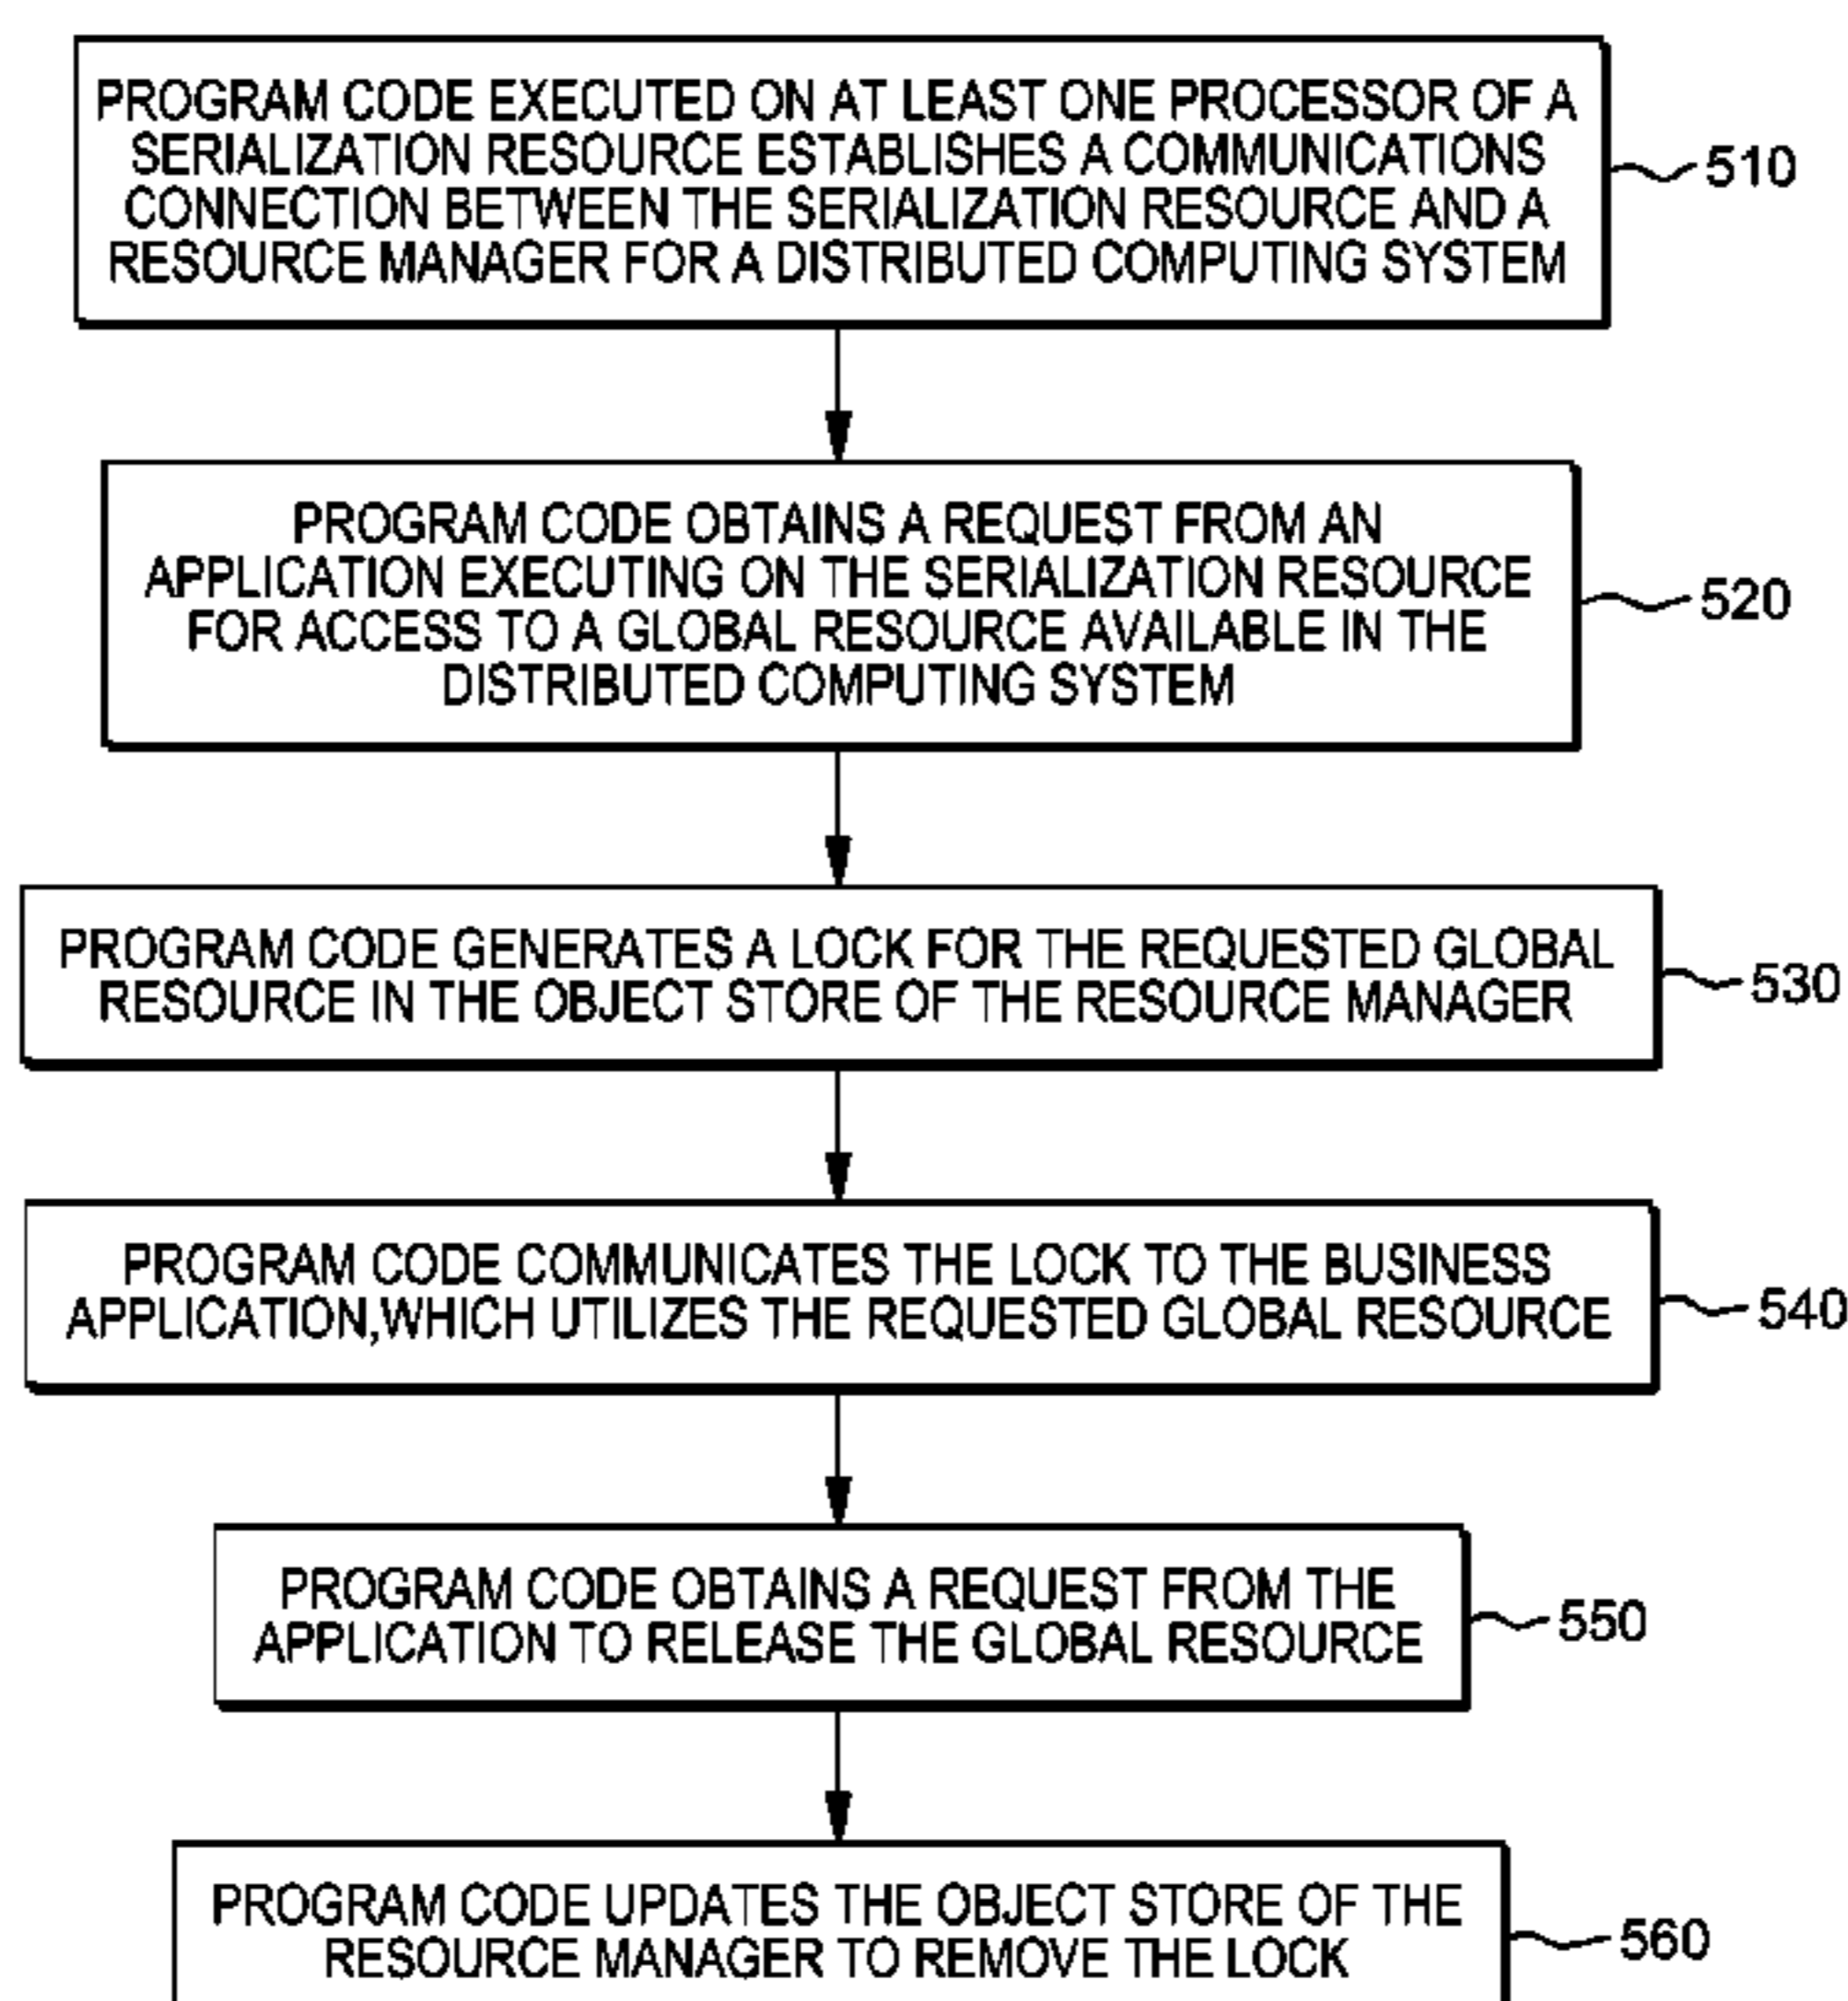 PROGRAM CODE EXECUTED ON AT LEAST ONE PROCESSOR OF A
SERIALIZATION RESOURCE ESTABLISHES A COMMUNICATIONS
CONNECTION BETWEEN THE SERIALIZATION RESOURCE AND A
RESOURCE MANAGER FOR A DISTRIBUTED COMPUTING SYSTEM
510
PROGRAM CODE OBTAINS A REQUEST FROM AN
APPLICATION EXECUTING ON THE SERIALIZATION RESOURCE
FOR ACCESS TO A GLOBAL RESOURCE AVAILABLE IN THE
DISTRIBUTED COMPUTING SYSTEM
520
PROGRAM CODE GENERATES A LOCK FOR THE REQUESTED GLOBAL
RESOURCE IN THE OBJECT STORE OF THE RESOURCE MANAGER
530
PROGRAM CODE COMMUNICATES THE LOCK TO THE BUSINESS
APPLICATION,WHICH UTILIZES THE REQUESTED GLOBAL RESOURCE
540
PROGRAM CODE OBTAINS A REQUEST FROM THE
APPLICATION TO RELEASE THE GLOBAL RESOURCE
550
PROGRAM CODE UPDATES THE OBJECT STORE OF THE
RESOURCE MANAGER TO REMOVE THE LOCK
560